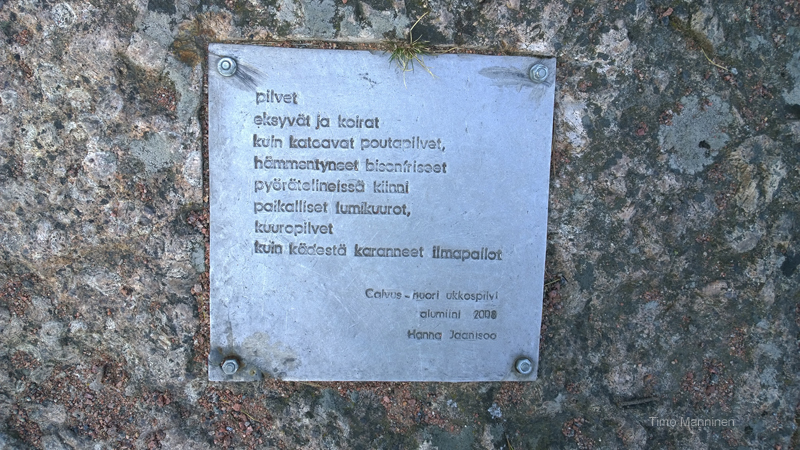 pilvet
eksyvät ja koirat
kuin katoavat poutapilvet,
hämmentyneet bisonfriseet
pyörätelineissä kiinni
paikalliset lumikuurot,
kuuropilvet
kuin kädestä karanneet ilmapallot
Calvus - nuori ukkospilvi
alumiini 2008
Hanna Jaanisoo
Timo Manninen